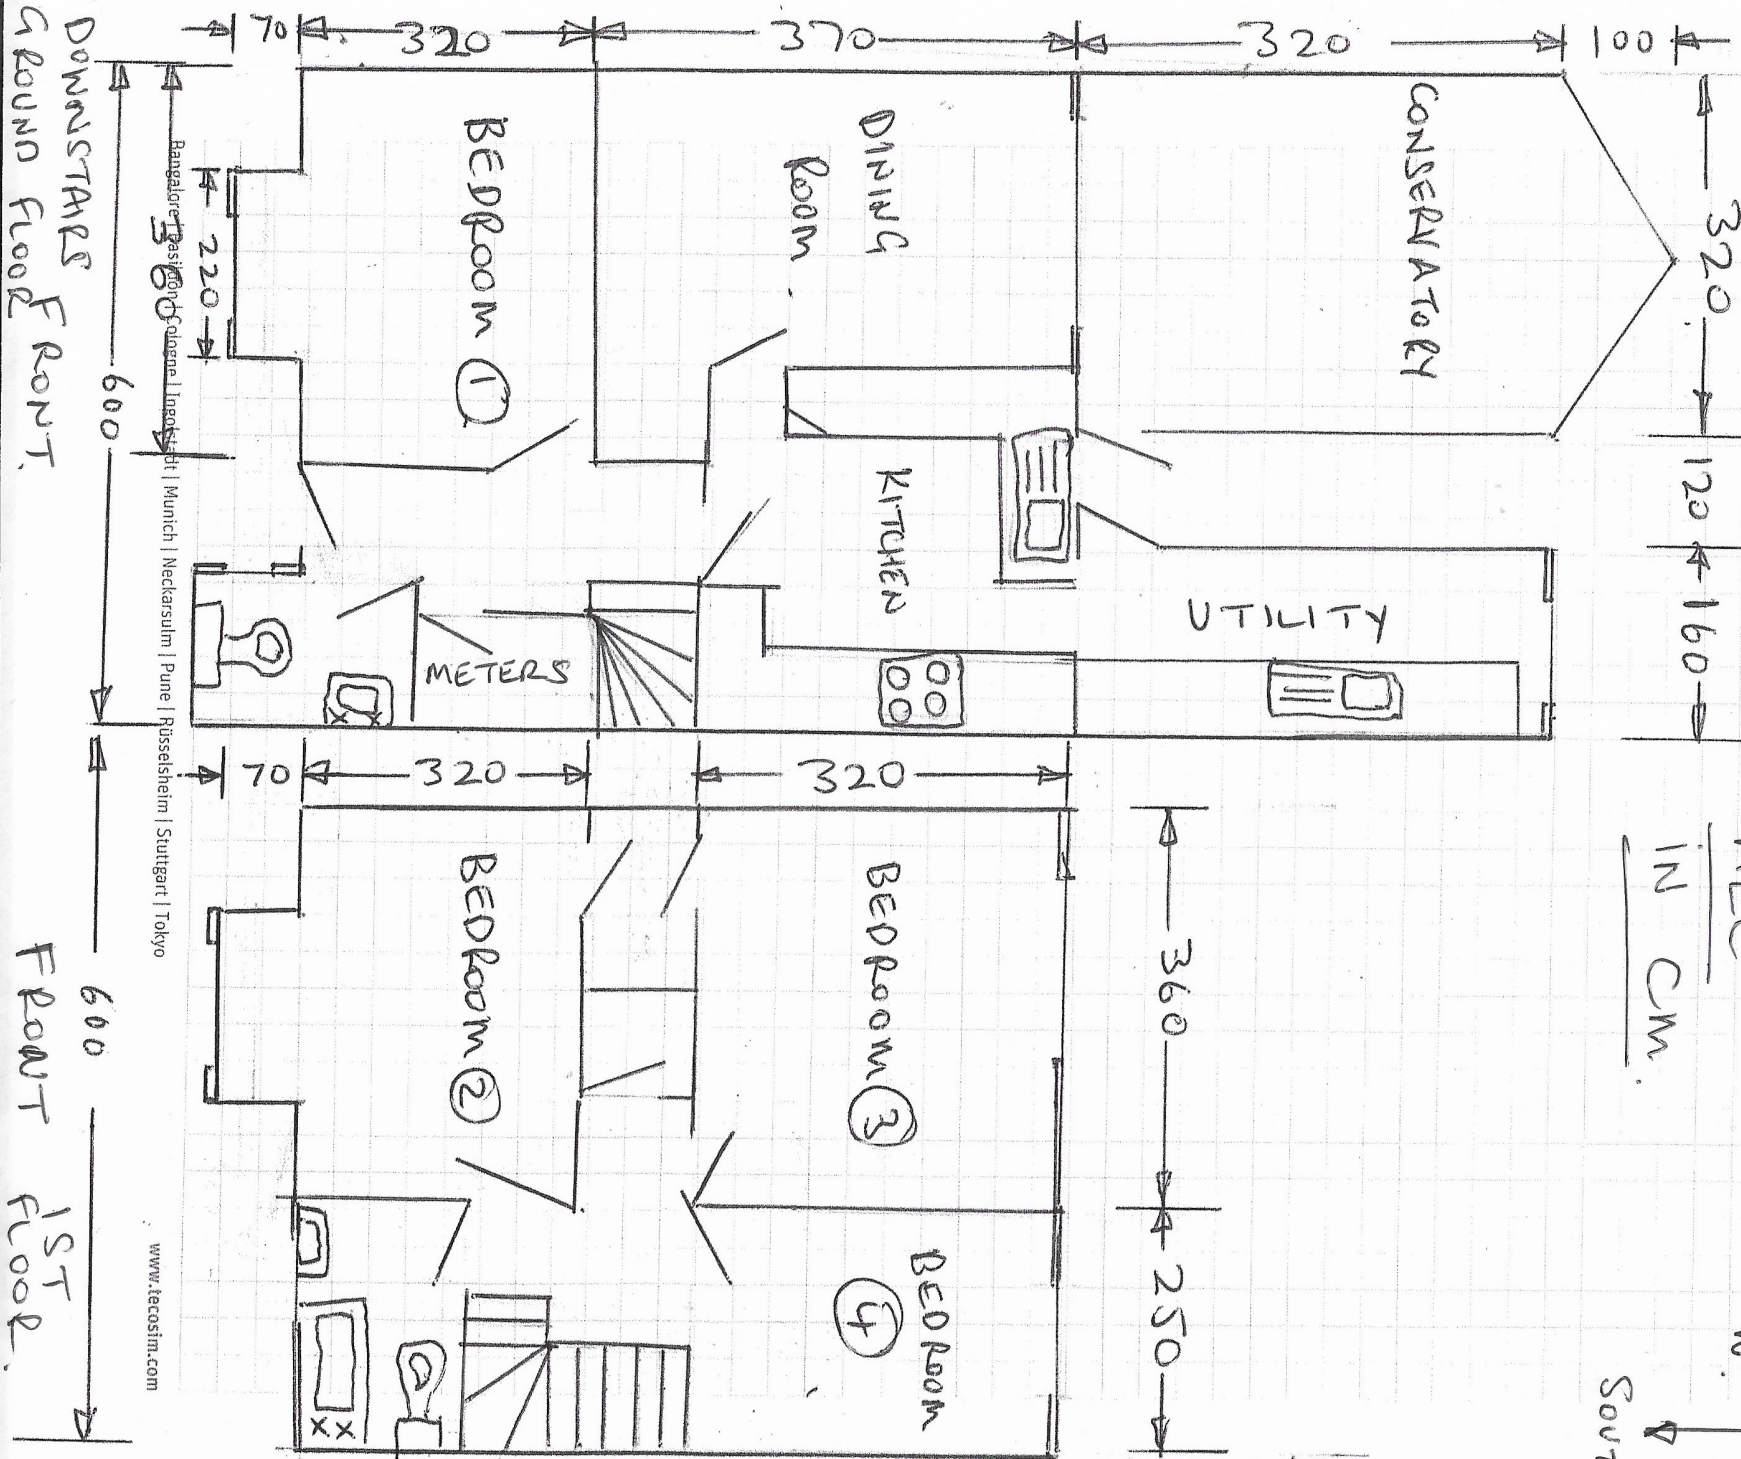 70
320
370
320
100
CONSERVATORY
320
DINING
ROOM.
BEDROOM 1
220
360
600
DOWNSTAIRS
GROUND FLOOR
FRONT.
KITCHEN
120
160
UTILITY
METERS
Bangalore
Cologne | Ingolstadt | Munich | Neckarsulm | Pune | Rüsselsheim | Stuttgart | Tokyo
70
320
320
IN CM.
BEDROOM 2
BEDROOM 3
360
600
250
BEDROOM
4
FRONT
1ST
FLOOR.
www.tecosim.com